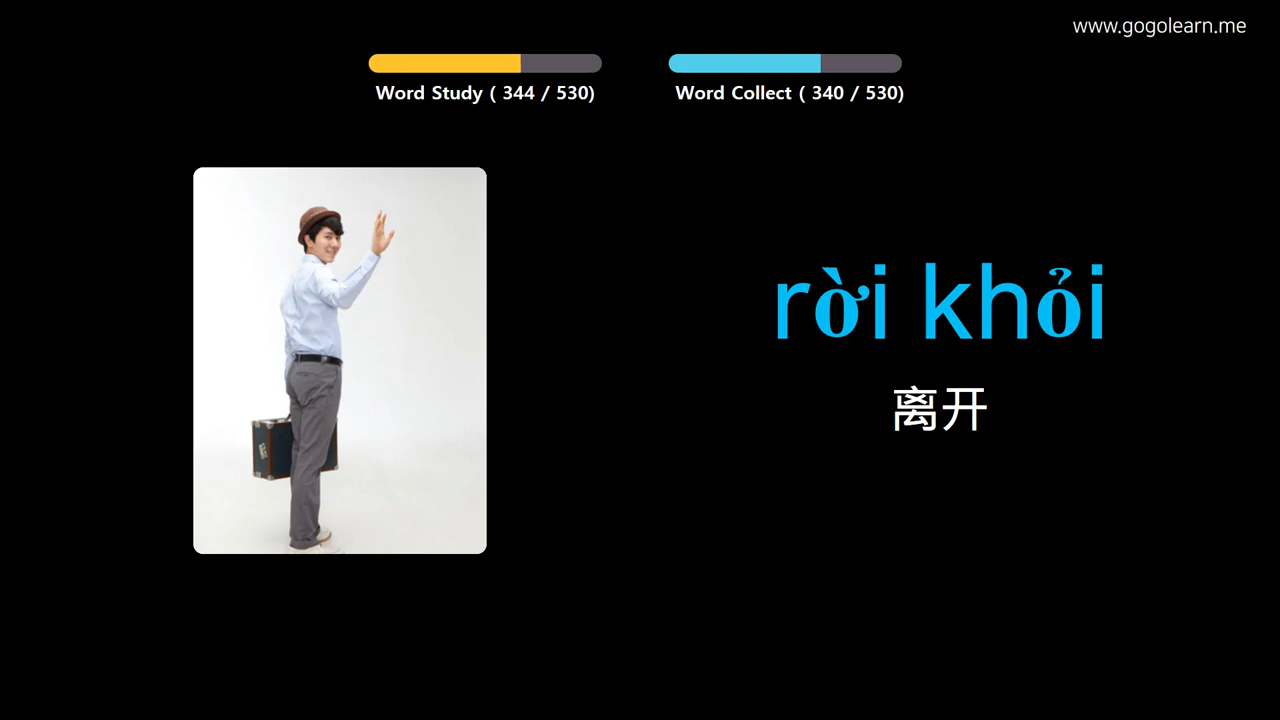 www.gogolearn.me
Word Study ( 344 / 530)
Word Collect ( 340 / 530)
rời khỏi
离开